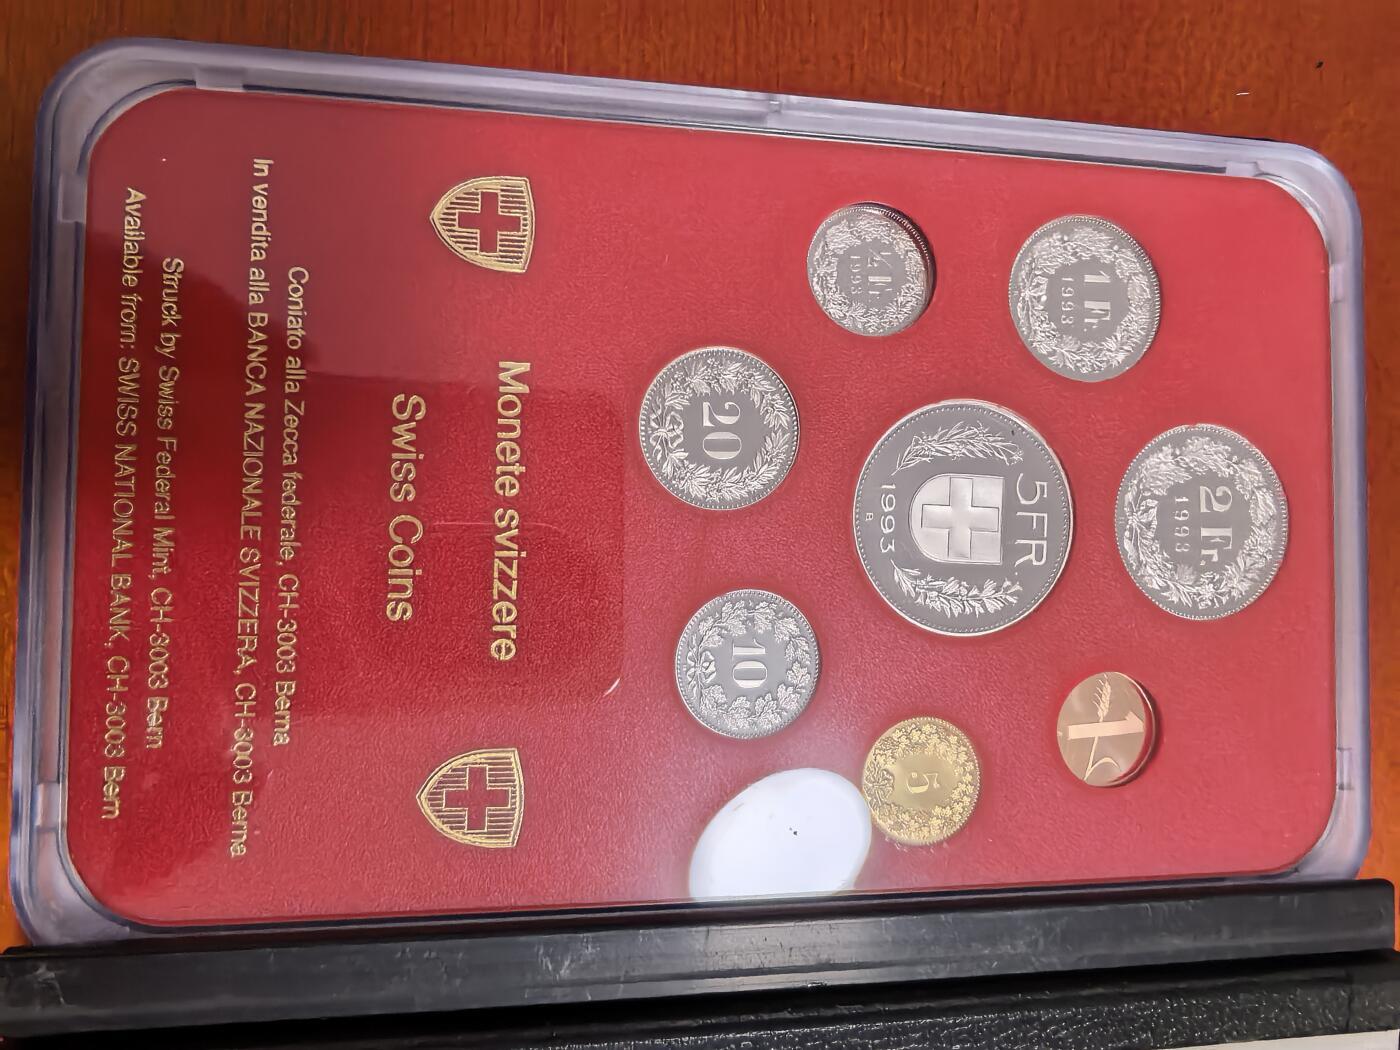 1 Fr.
1993
2 Fr.
1993
½ Fr.
1993
5FR.
1993
B
1
20
10
5
Monete svizzere
Swiss Coins
Coniato alla Zecca federale, CH-3003 Berna
In vendita alla BANCA NAZIONALE SVIZZERA, CH-3003 Berna
Struck by Swiss Federal Mint, CH-3003 Bern
Available from: SWISS NATIONAL BANK, CH-3003 Bern